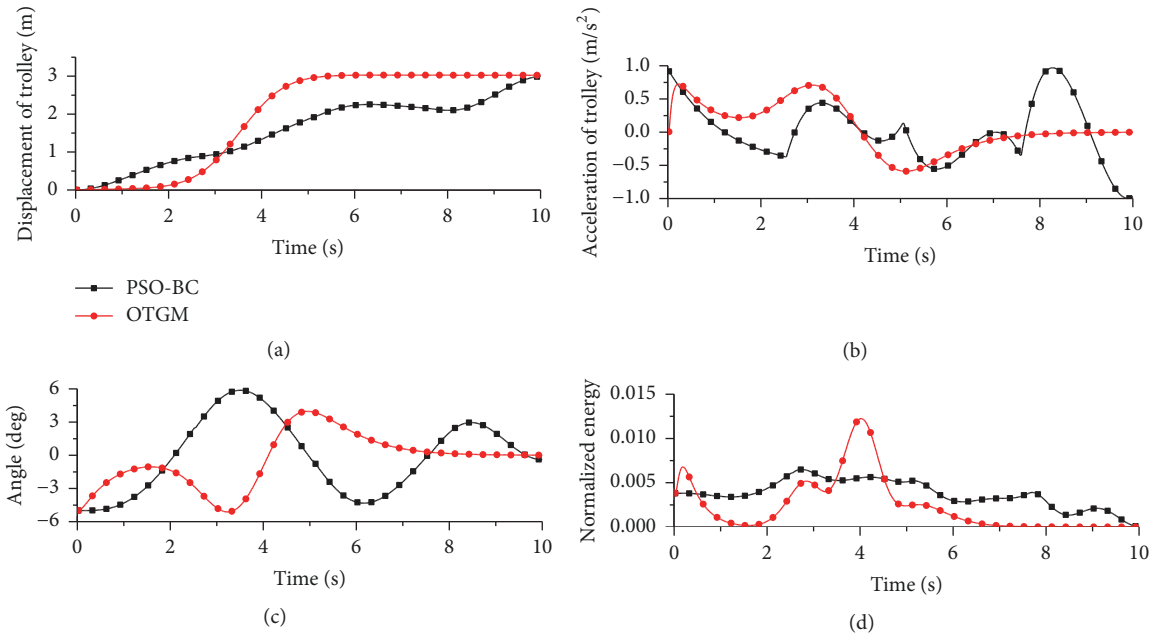 Displacement of trolley (m)
3
2
1
0
0 2 4 6 8 10
Time (s)
PSO-BC
OTGM
(a)
Acceleration of trolley (m/s²)
1.0
0.5
0.0
−0.5
−1.0
0 2 4 6 8 10
Time (s)
(b)
Angle (deg)
6
3
0
−3
−6
0 2 4 6 8 10
Time (s)
(c)
Normalized energy
0.015
0.010
0.005
0.000
0 2 4 6 8 10
Time (s)
(d)